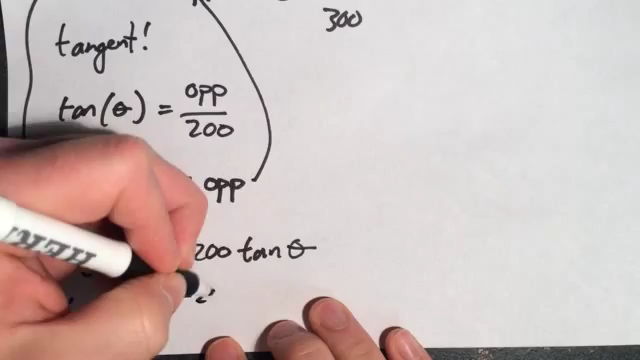 300
tangent!
tan(θ) = opp/200
opp
200 tan θ